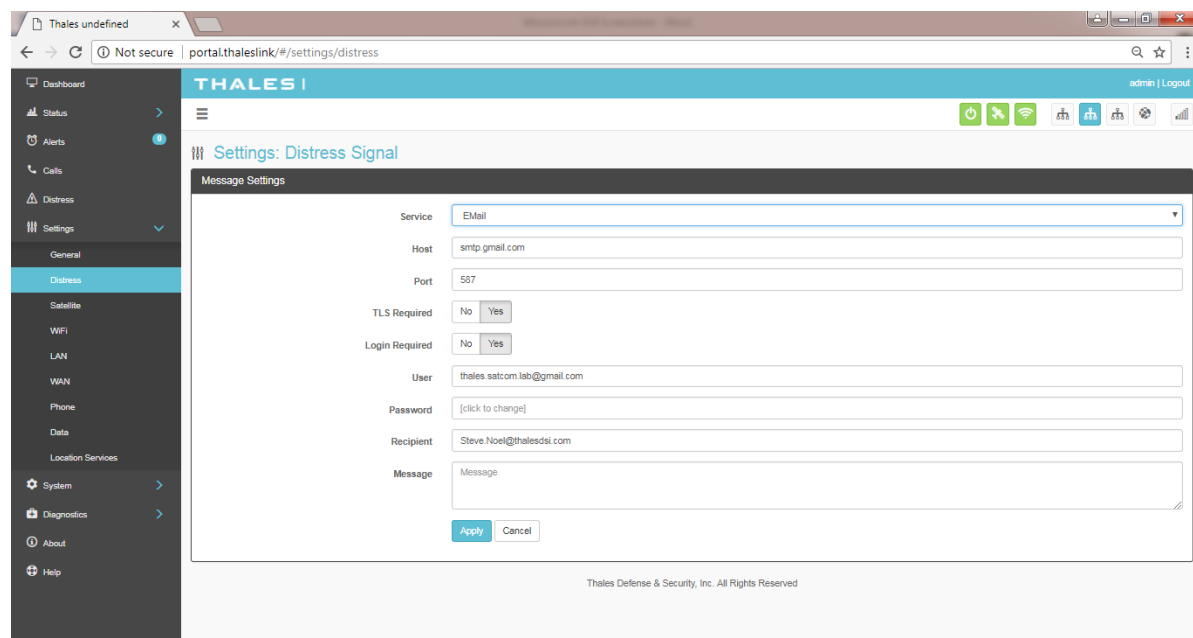 Thales undefined
Not secure | portal.thaleslink/#/settings/distress
Dashboard
THALES
admin | Logout
Status
Alerts 0
Settings: Distress Signal
Calls
Message Settings
Distress
Service EMail
Settings
Host smtp.gmail.com
General
Port 587
Distress
Satellite
TLS Required No Yes
WiFi
Login Required No Yes
LAN
User thales.satcom.lab@gmail.com
WAN
Password [click to change]
Phone
Data
Recipient Steve.Noel@thalesdsi.com
Location Services
Message Message
System
Diagnostics
Apply Cancel
About
Help
Thales Defense & Security, Inc. All Rights Reserved